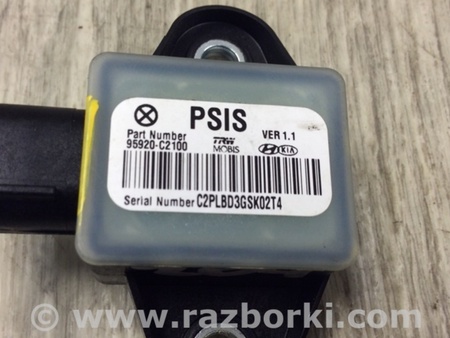 PSIS VER 1.1
Part Number
95920-C2100
TRW
MOBIS
KIA
Serial Number C2PLBD3GSK02T4
© www.razborki.com